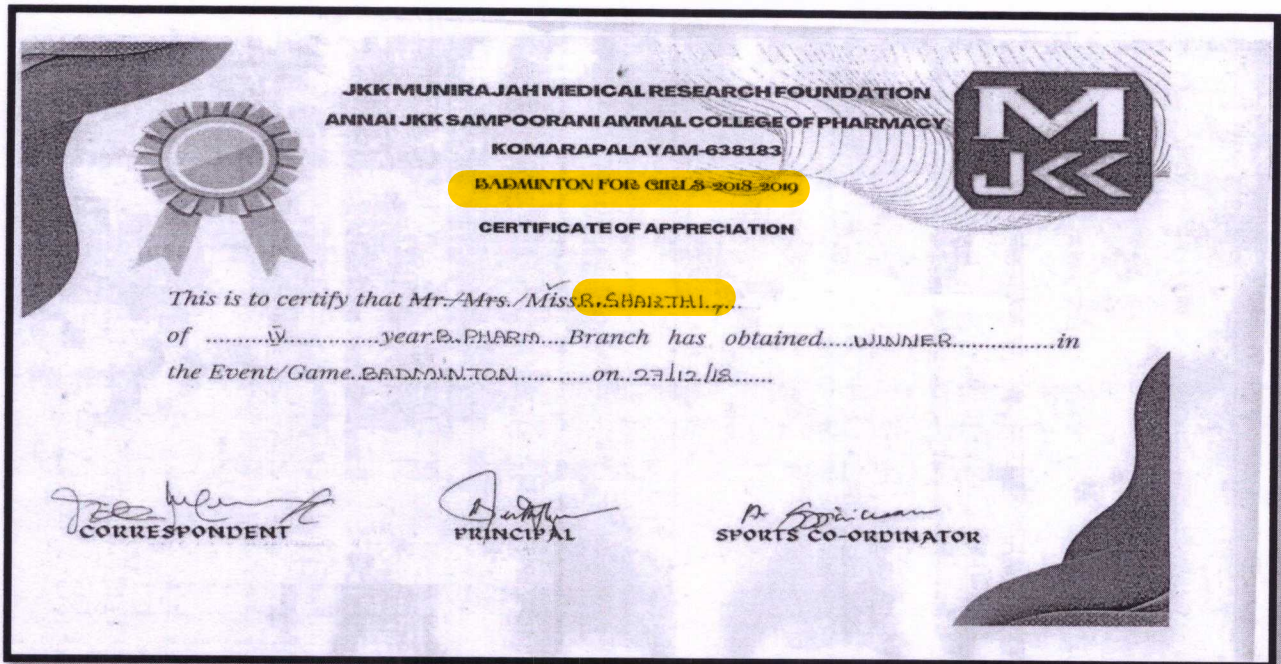 JKK MUNIRAJAH MEDICAL RESEARCH FOUNDATION
ANNAI JKK SAMPOORANI AMMAL COLLEGE OF PHARMACY
KOMARAPALAYAM-638183
BADMINTON FOR GIRLS-2018-2019
CERTIFICATE OF APPRECIATION
M
JKK
This is to certify that Mr./Mrs./Miss R. SHARTHI
of ........IV........year B.PHARM....Branch has obtained....WINNER........in
the Event/Game..BADMINTON........on..27/12/18......
CORRESPONDENT
PRINCIPAL
SPORTS CO-ORDINATOR